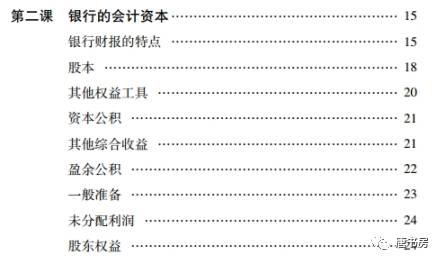 第二课 银行的会计资本 …… 15
银行财报的特点 …… 15
股本 …… 18
其他权益工具 …… 20
资本公积 …… 21
其他综合收益 …… 21
盈余公积 …… 22
一般准备 …… 23
未分配利润 …… 24
股东权益 ……
唐书房